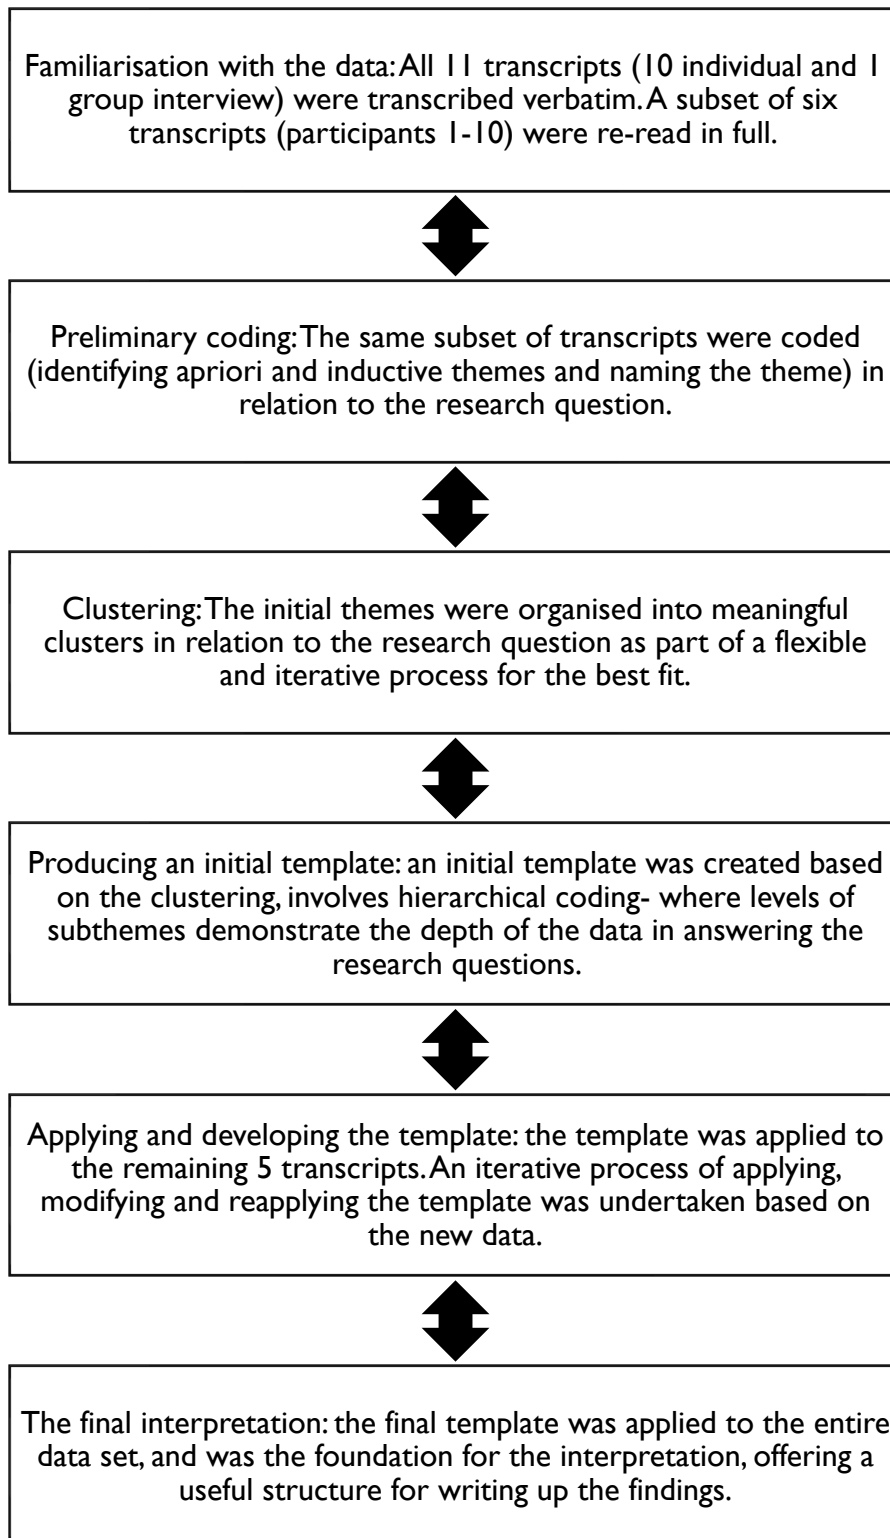 Familiarisation with the data: All 11 transcripts (10 individual and 1
group interview) were transcribed verbatim. A subset of six
transcripts (participants 1-10) were re-read in full.
Preliminary coding: The same subset of transcripts were coded
(identifying apriori and inductive themes and naming the theme) in
relation to the research question.
Clustering: The initial themes were organised into meaningful
clusters in relation to the research question as part of a flexible
and iterative process for the best fit.
Producing an initial template: an initial template was created based
on the clustering, involves hierarchical coding- where levels of
subthemes demonstrate the depth of the data in answering the
research questions.
Applying and developing the template: the template was applied to
the remaining 5 transcripts. An iterative process of applying,
modifying and reapplying the template was undertaken based on
the new data.
The final interpretation: the final template was applied to the entire
data set, and was the foundation for the interpretation, offering a
useful structure for writing up the findings.